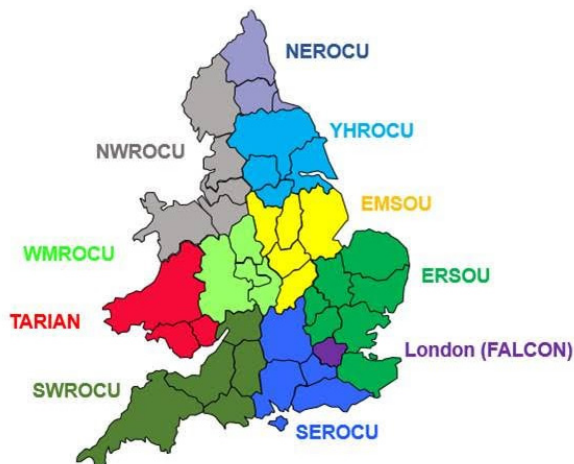 NEROCU
YHROCU
NWROCU
EMSOU
WMROCU
ERSOU
TARIAN
London (FALCON)
SWROCU
SEROCU